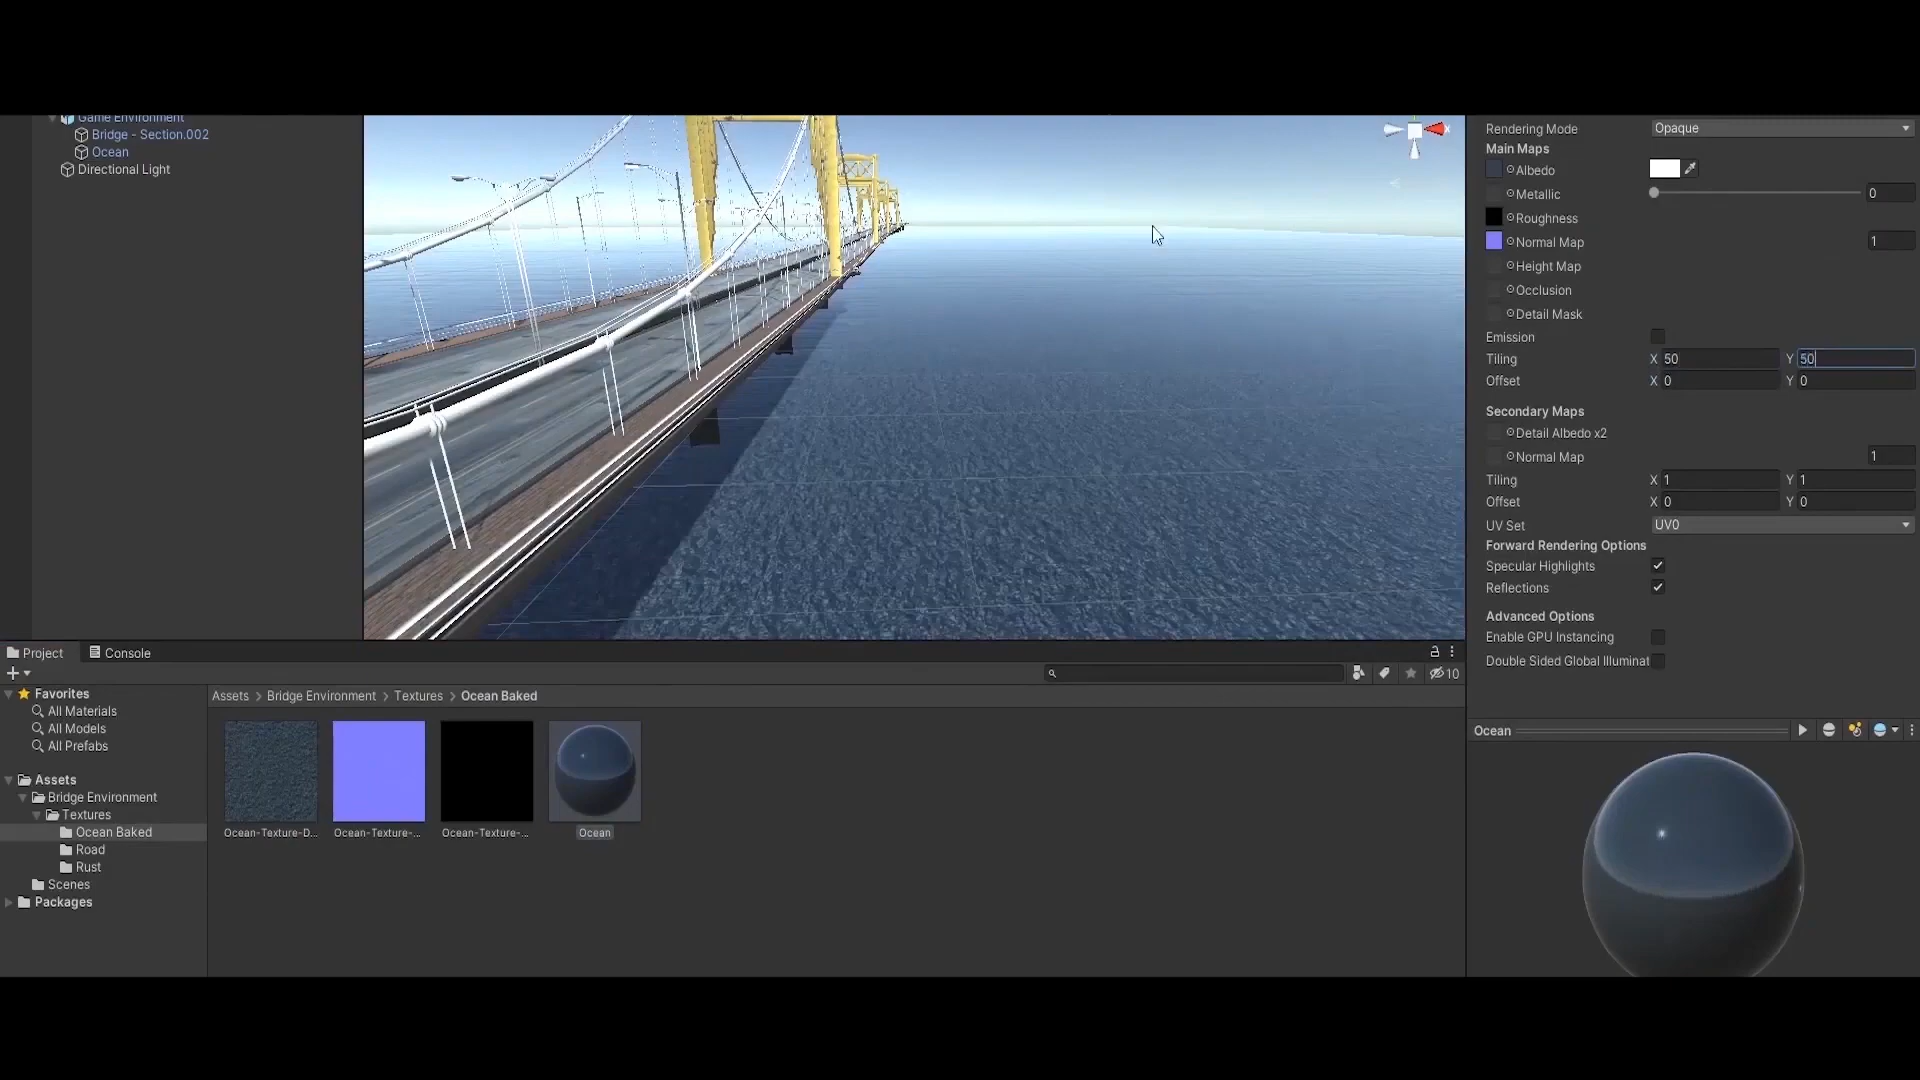 Game Environment
Bridge - Section.002
Ocean
Directional Light
x
Rendering Mode
Opaque
Main Maps
Albedo
Metallic
0
Roughness
Normal Map
1
Height Map
Occlusion
Detail Mask
Emission
Tiling
X 50
Y 50
Offset
X 0
Y 0
Secondary Maps
Detail Albedo x2
Normal Map
1
Tiling
X 1
Y 1
Offset
X 0
Y 0
UV Set
UV0
Forward Rendering Options
Specular Highlights
Reflections
Advanced Options
Enable GPU Instancing
Double Sided Global Illuminat
Ocean
Project
Console
10
Favorites
All Materials
All Models
All Prefabs
Assets
Bridge Environment
Textures
Ocean Baked
Road
Rust
Scenes
Packages
Assets > Bridge Environment > Textures > Ocean Baked
Ocean-Texture-D...
Ocean-Texture-...
Ocean-Texture-...
Ocean